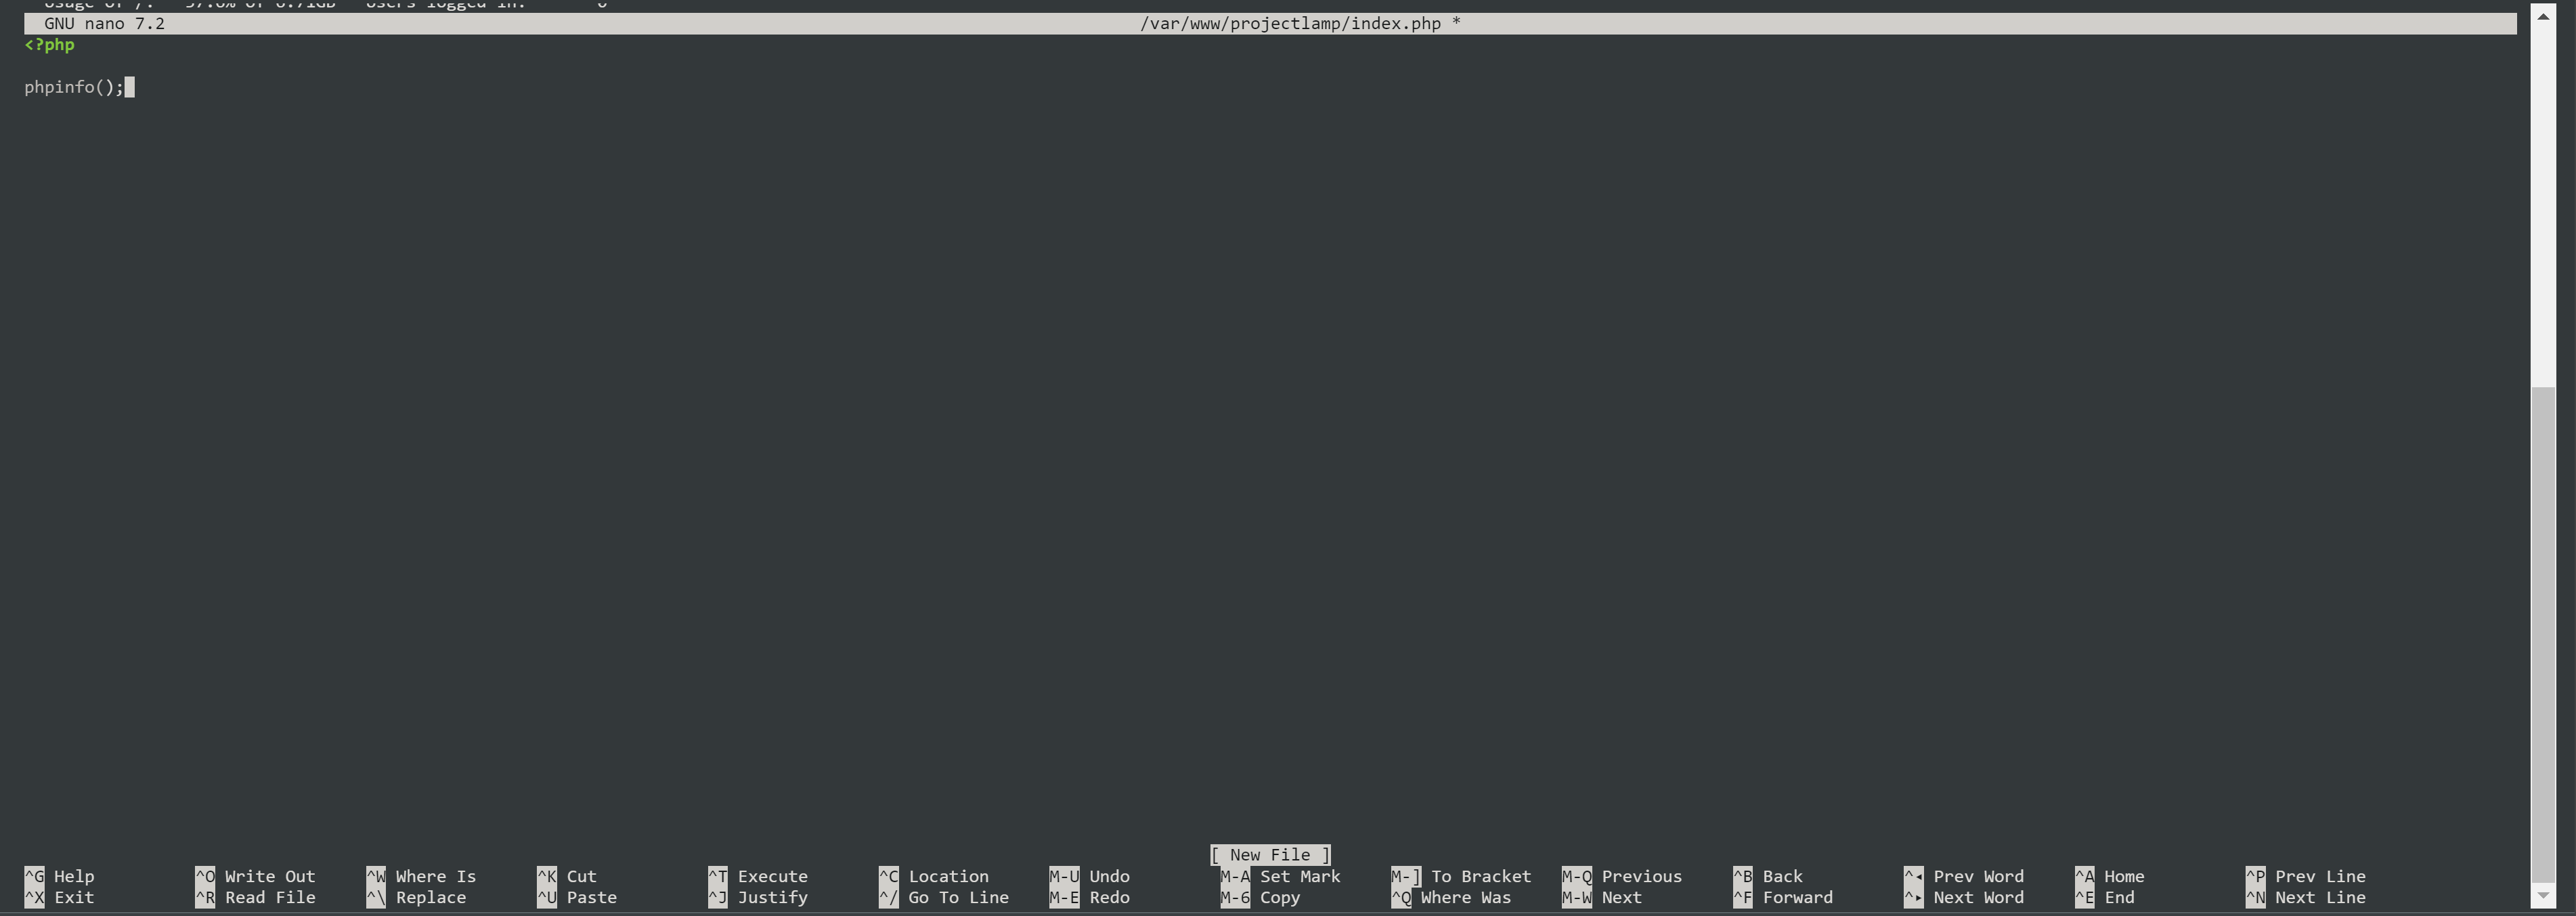 GNU nano 7.2 /var/www/projectlamp/index.php *
<?php
phpinfo();
[ New File ]
^G Help ^O Write Out ^W Where Is ^K Cut ^T Execute ^C Location M-U Undo M-A Set Mark M-] To Bracket M-Q Previous ^B Back ^◂ Prev Word ^A Home ^P Prev Line
^X Exit ^R Read File ^\ Replace ^U Paste ^J Justify ^/ Go To Line M-E Redo M-6 Copy ^Q Where Was M-W Next ^F Forward ^▸ Next Word ^E End ^N Next Line